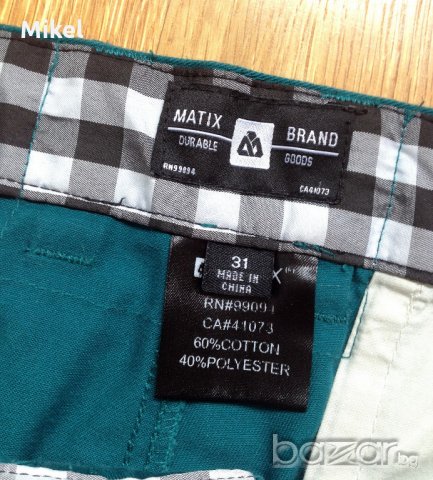 Mikel
MATIX BRAND
DURABLE GOODS
RN99094 CA41073
31
MADE IN
CHINA
X
RN#99094
CA#41073
60%COTTON
40%POLYESTER
bazar.bg